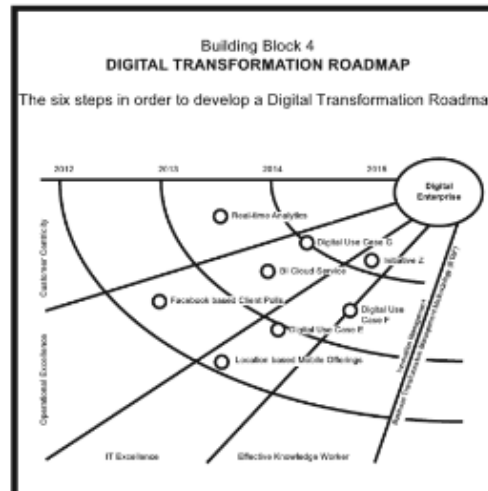 Building Block 4
DIGITAL TRANSFORMATION ROADMAP
The six steps in order to develop a Digital Transformation Roadma
2012
2013
2014
Digital
Enterprise
Customer Centricity
Real-time Analytics
Digital Use Case G
BI Cloud Service
Initiative Z
Facebook based Client Polls
Digital Use
Case F
Digital Use Case E
Location based Mobile Offerings
Operational Excellence
IT Excellence
Effective Knowledge Worker
Innovation Management